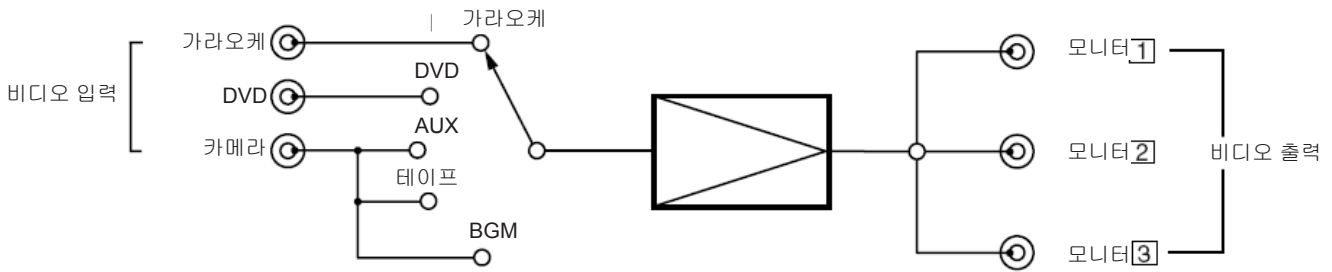 가라오케
가라오케
모니터 1
DVD
DVD
비디오 입력
AUX
카메라
모니터 2
비디오 출력
테이프
BGM
모니터 3